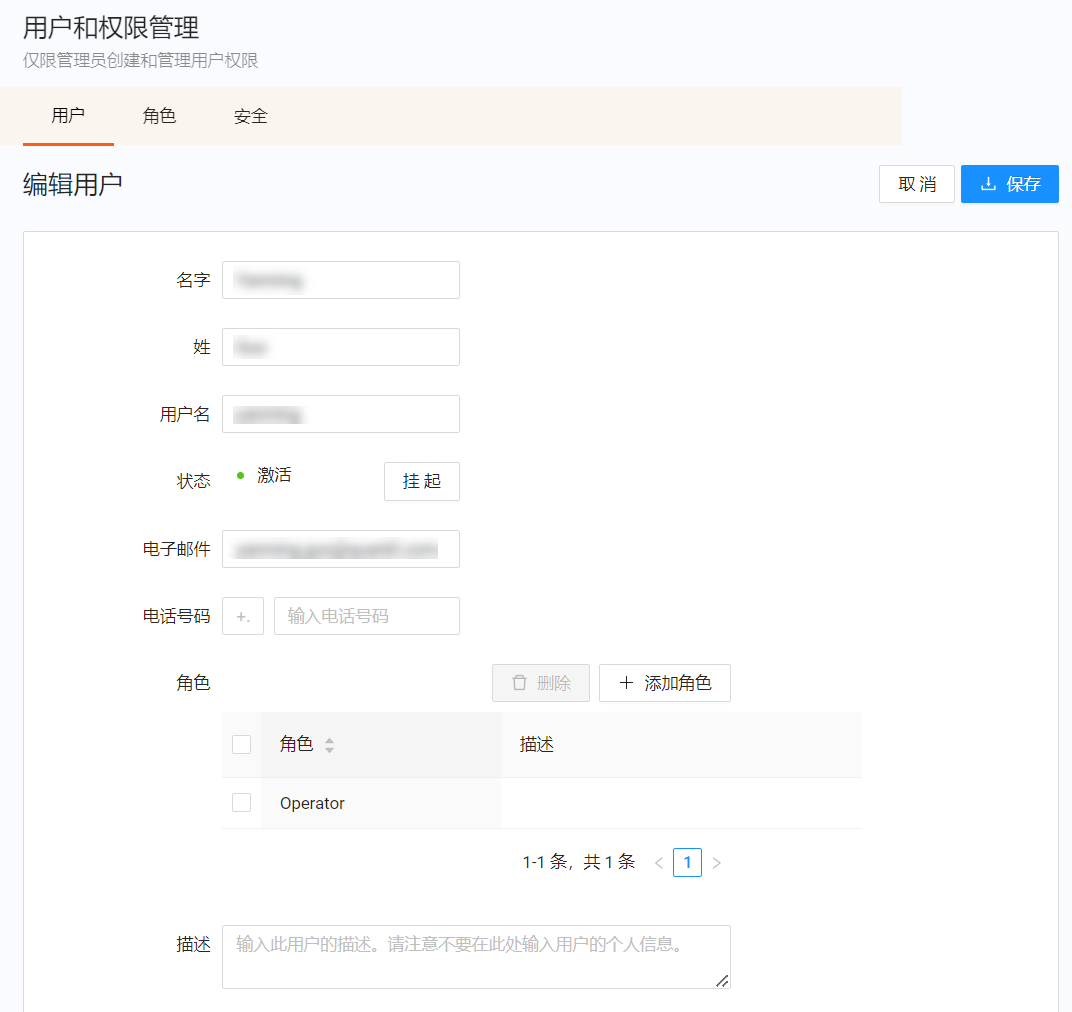 用户和权限管理
仅限管理员创建和管理用户权限
用户 角色 安全
编辑用户 取 消 保存
名字
姓
用户名
状态 激活 挂 起
电子邮件
电话号码 +. 输入电话号码
角色 删除 添加角色
角色 描述
Operator
1-1 条，共 1 条 < 1 >
描述 输入此用户的描述。请注意不要在此处输入用户的个人信息。